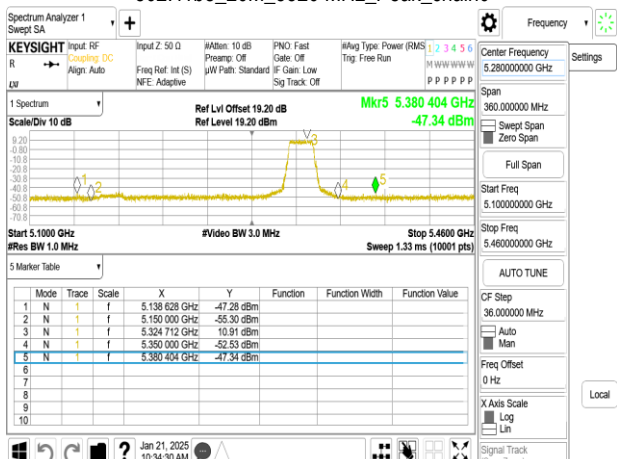 Spectrum Analyzer 1
Swept SA
+
Frequency
KEYSIGHT
R
LXI
Input: RF
Coupling: DC
Align: Auto
Input Z: 50 Ω
Freq Ref: Int (S)
NFE: Adaptive
#Atten: 10 dB
Preamp: Off
µW Path: Standard
PNO: Fast
Gate: Off
IF Gain: Low
Sig Track: Off
#Avg Type: Power (RMS
Trig: Free Run
1 2 3 4 5 6
M W W W W W
P P P P P P
1 Spectrum
Scale/Div 10 dB
Ref Lvl Offset 19.20 dB
Ref Level 19.20 dBm
Mkr5 5.380 404 GHz
-47.34 dBm
9.20
-0.80
-10.8
-20.8
-30.8
-40.8
-50.8
-60.8
-70.8
1
2
3
4
5
Start 5.1000 GHz
#Res BW 1.0 MHz
#Video BW 3.0 MHz
Stop 5.4600 GHz
Sweep 1.33 ms (10001 pts)
5 Marker Table
Mode Trace Scale X Y Function Function Width Function Value
1 N 1 f 5.138 628 GHz -47.28 dBm
2 N 1 f 5.150 000 GHz -55.30 dBm
3 N 1 f 5.324 712 GHz 10.91 dBm
4 N 1 f 5.350 000 GHz -52.53 dBm
5 N 1 f 5.380 404 GHz -47.34 dBm
6
7
8
9
10
Jan 21, 2025
10:34:30 AM
?
Center Frequency
5.280000000 GHz
Settings
Span
360.000000 MHz
Swept Span
Zero Span
Full Span
Start Freq
5.100000000 GHz
Stop Freq
5.460000000 GHz
AUTO TUNE
CF Step
36.000000 MHz
Auto
Man
Freq Offset
0 Hz
Local
X Axis Scale
Log
Lin
Signal Track